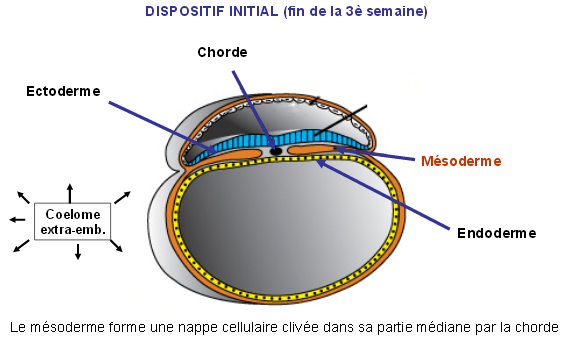 DISPOSITIF INITIAL (fin de la 3è semaine)
Chorde
Ectoderme
Mésoderme
Coelome
extra-emb.
Endoderme
Le mésoderme forme une nappe cellulaire clivée dans sa partie médiane par la chorde